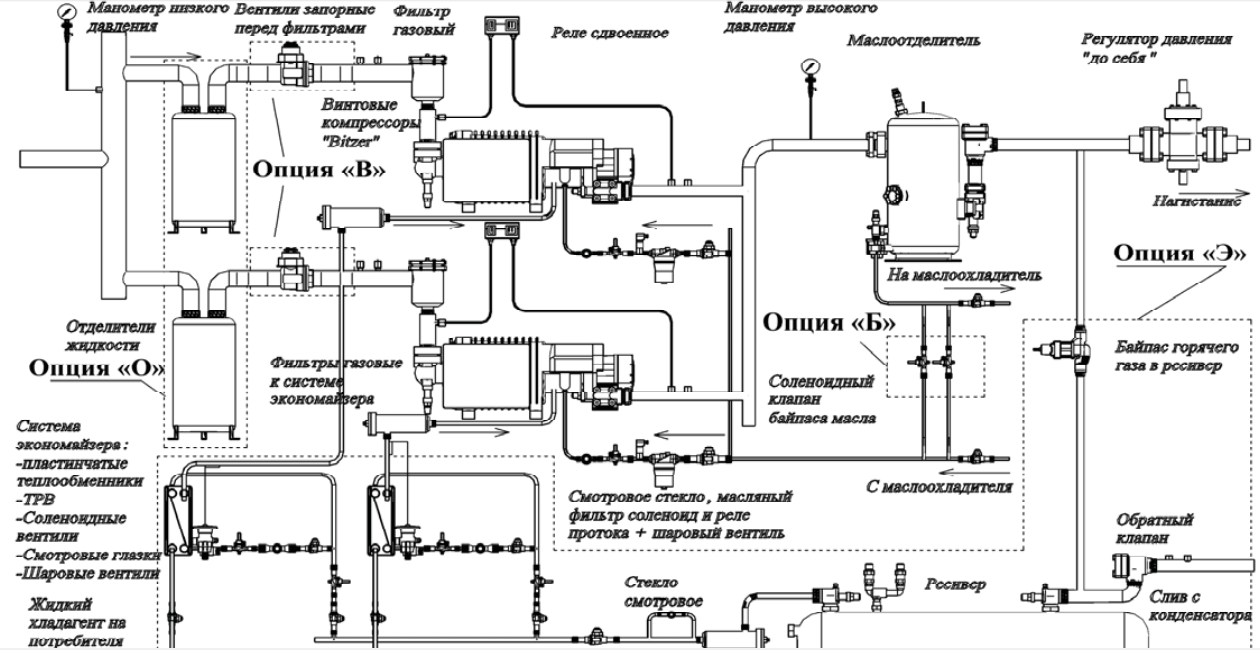 Манометр низкого
давления
Вентили запорные
перед фильтрами
Фильтр
газовый
Реле сдвоенное
Манометр высокого
давления
Маслоотделитель
Регулятор давления
"до себя"
Винтовые
компрессоры
"Bitzer"
Опция «В»
Нагнетание
Опция «Э»
На маслоохладитель
Отделители
жидкости
Опция «О»
Фильтры газовые
к системе
экономайзера
Опция «Б»
Соленоидный
клапан
байпаса масла
Байпас горячего
газа в ресивер
Система
экономайзера:
-пластинчатые
теплообменники
-ТРВ
-Соленоидные
вентили
-Смотровые глазки
-Шаровые вентили
С маслоохладителя
Смотровое стекло, масляный
фильтр соленоид и реле
протока + шаровый вентиль
Обратный
клапан
Жидкий
хладагент на
потребителя
Стекло
смотровое
Ресивер
Слив с
конденсатора